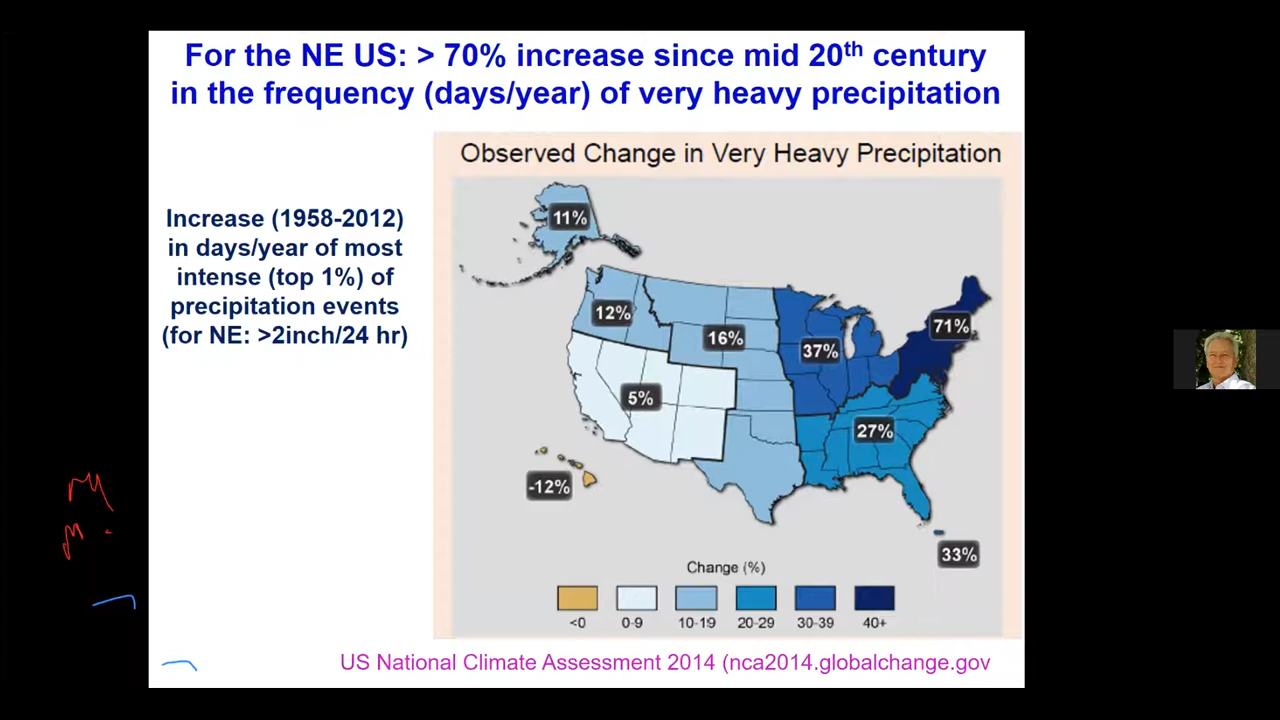 For the NE US: > 70% increase since mid 20th century
in the frequency (days/year) of very heavy precipitation
Observed Change in Very Heavy Precipitation
Increase (1958-2012)
in days/year of most
intense (top 1%) of
precipitation events
(for NE: >2inch/24 hr)
11%
12%
16%
37%
71%
5%
27%
-12%
33%
Change (%)
<0
0-9
10-19
20-29
30-39
40+
US National Climate Assessment 2014 (nca2014.globalchange.gov